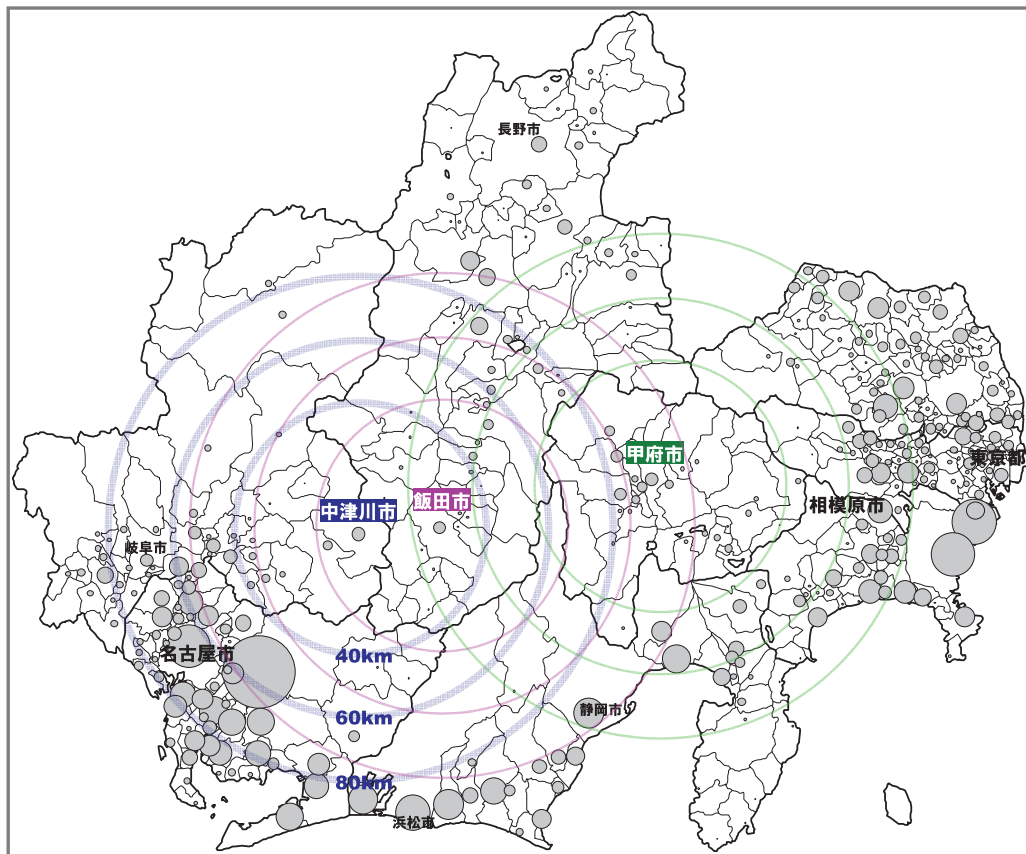 長野市
甲府市
東京都
飯田市
中津川市
相模原市
岐阜市
名古屋市
40km
静岡市
60km
80km
浜松市